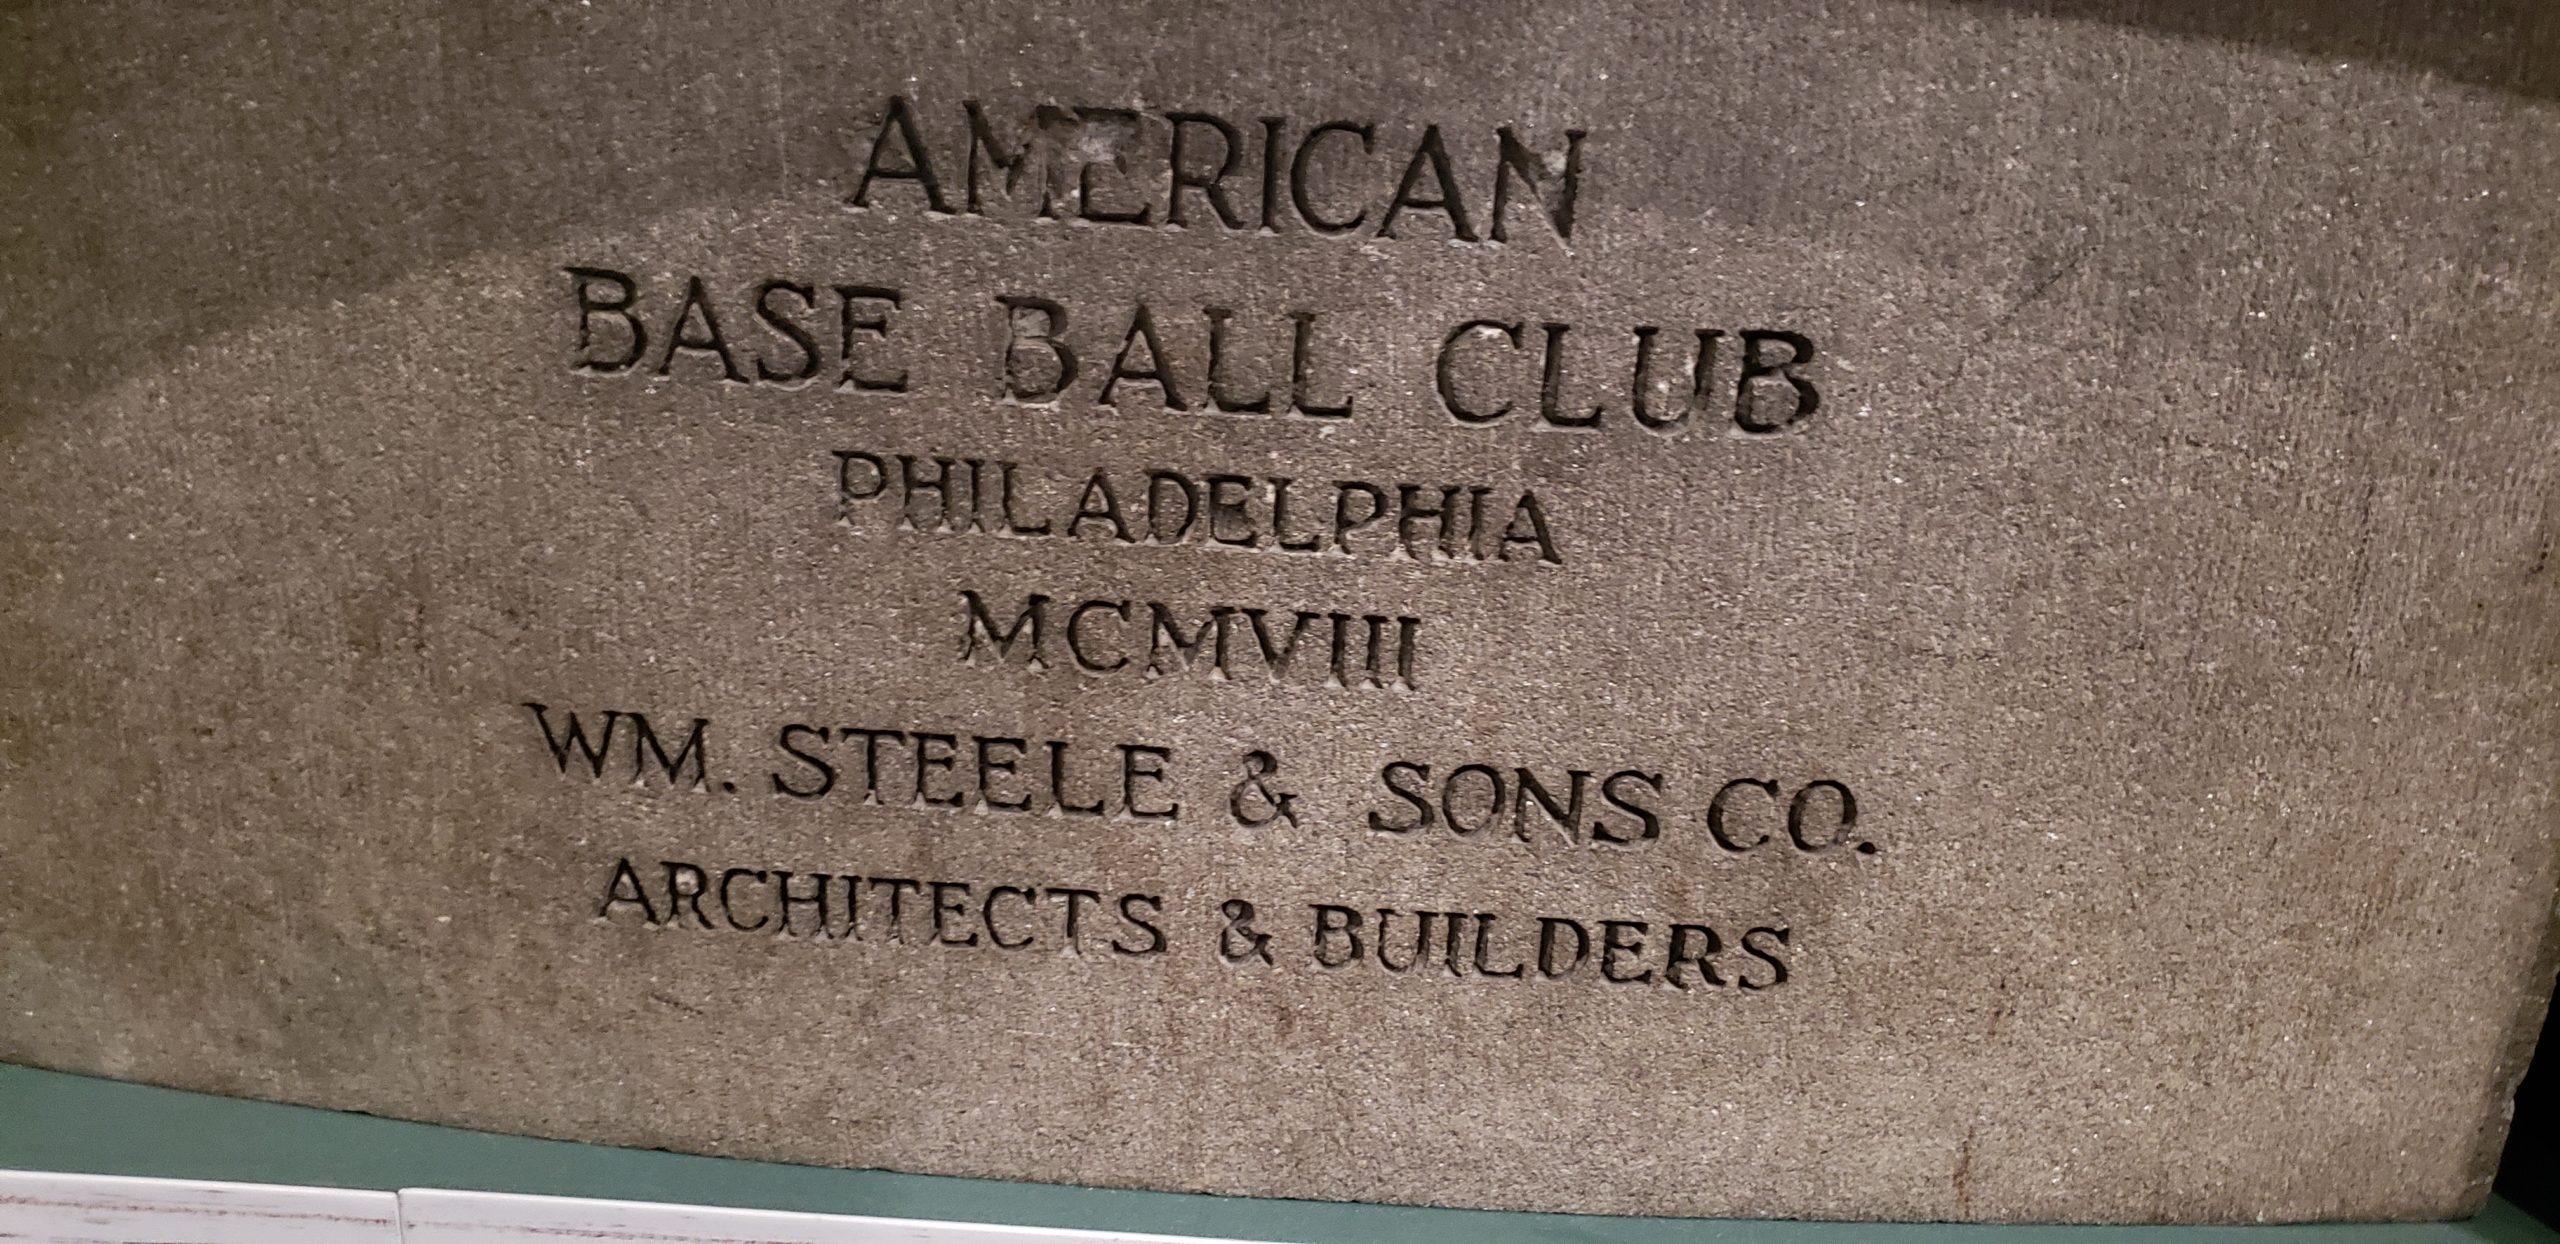 AMERICAN
BASE BALL CLUB
PHILADELPHIA
MCMVIII
WM. STEELE & SONS CO.
ARCHITECTS & BUILDERS